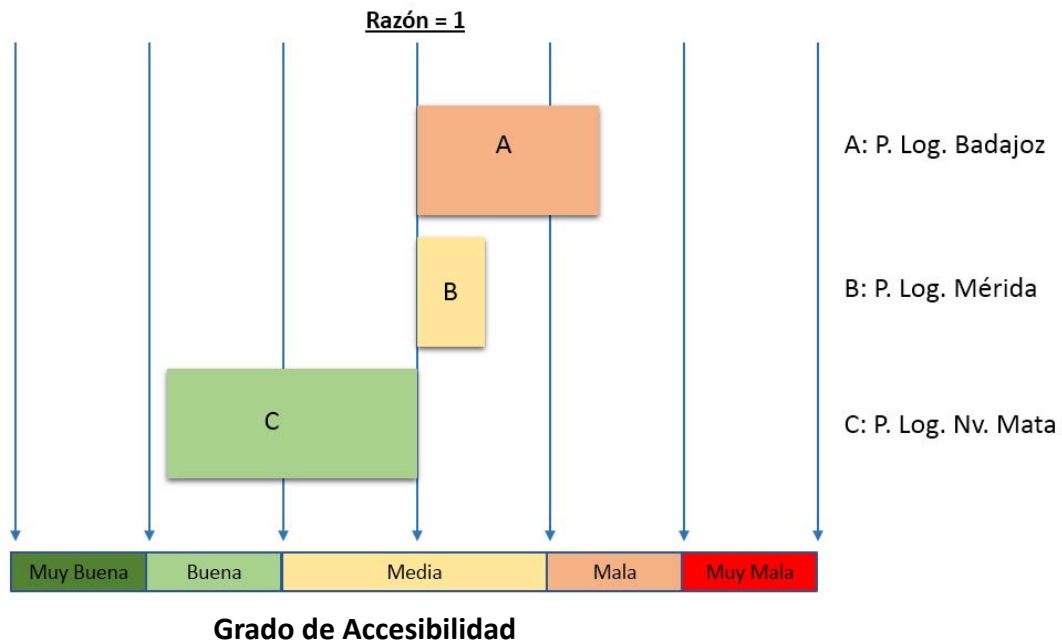 Razón = 1
A
A: P. Log. Badajoz
B
B: P. Log. Mérida
C
C: P. Log. Nv. Mata
Muy Buena
Buena
Media
Mala
Muy Mala
Grado de Accesibilidad